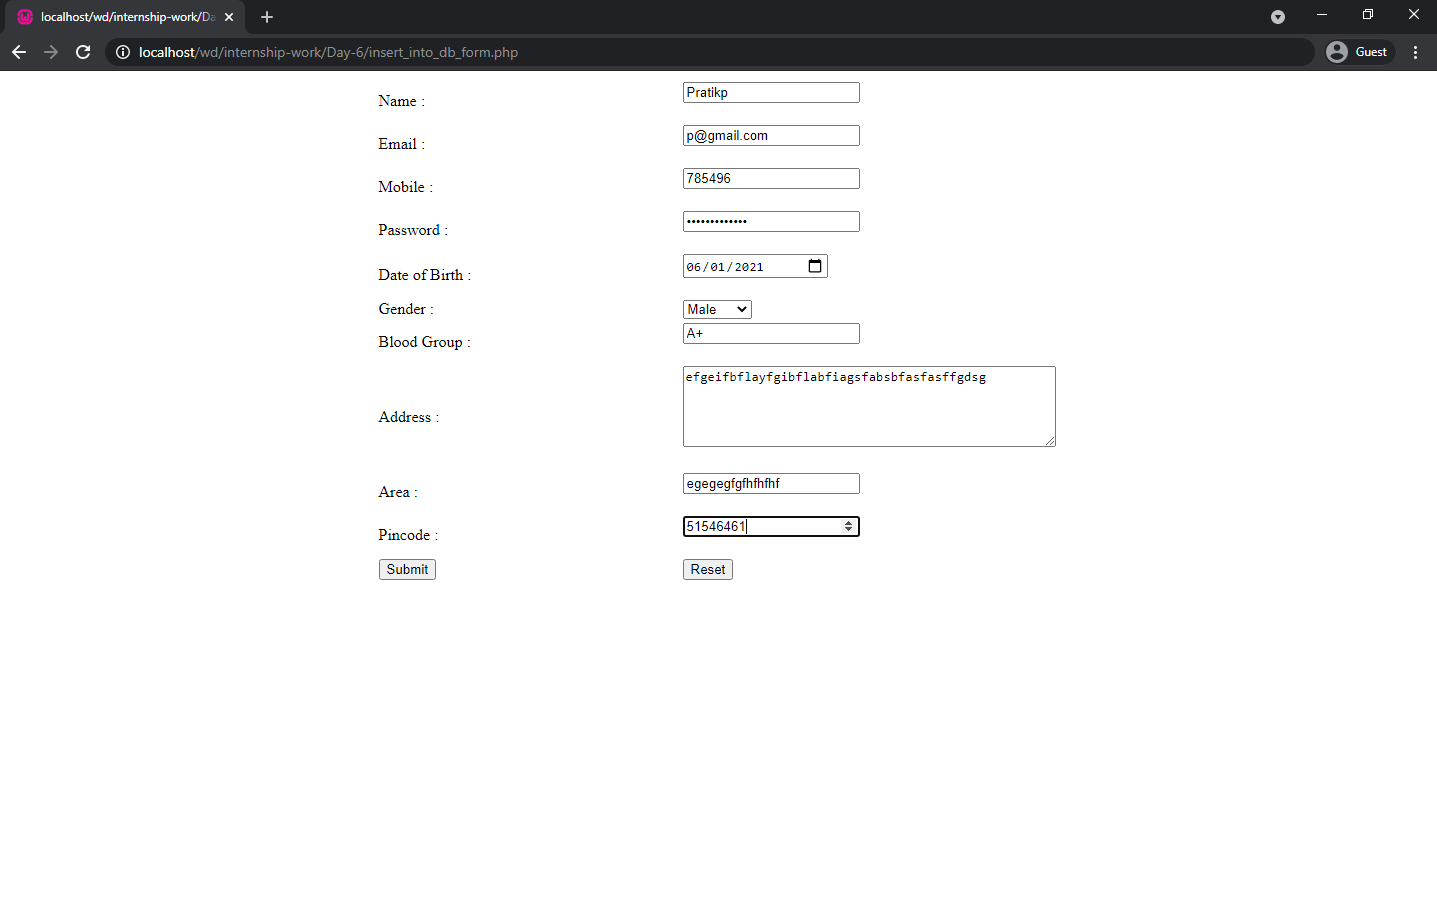 localhost/wd/internship-work/Da
localhost/wd/internship-work/Day-6/insert_into_db_form.php
Guest
Name : Pratikp
Email : p@gmail.com
Mobile : 785496
Password : •••••••••••••
Date of Birth : 06/01/2021
Gender : Male
Blood Group : A+
Address : efgeifbflayfgibflabfiagsfabsbfasfasffgdsg
Area : egegegfgfhfhfhf
Pincode : 51546461
Submit Reset